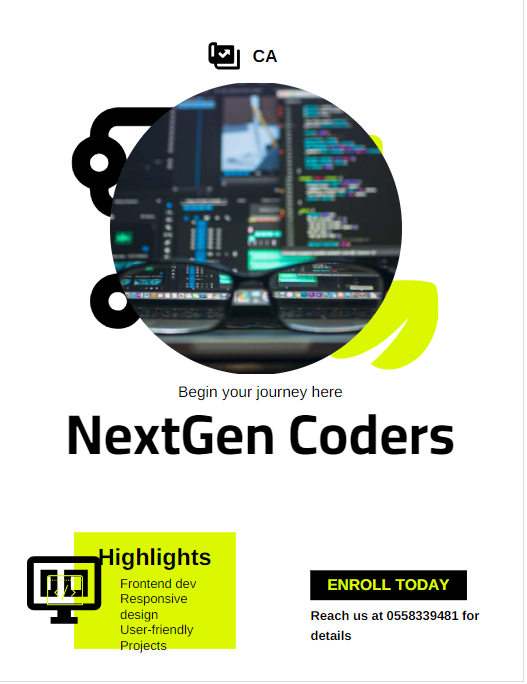 CA
Begin your journey here
NextGen Coders
Highlights
Frontend dev
Responsive
design
User-friendly
Projects
ENROLL TODAY
Reach us at 0558339481 for
details